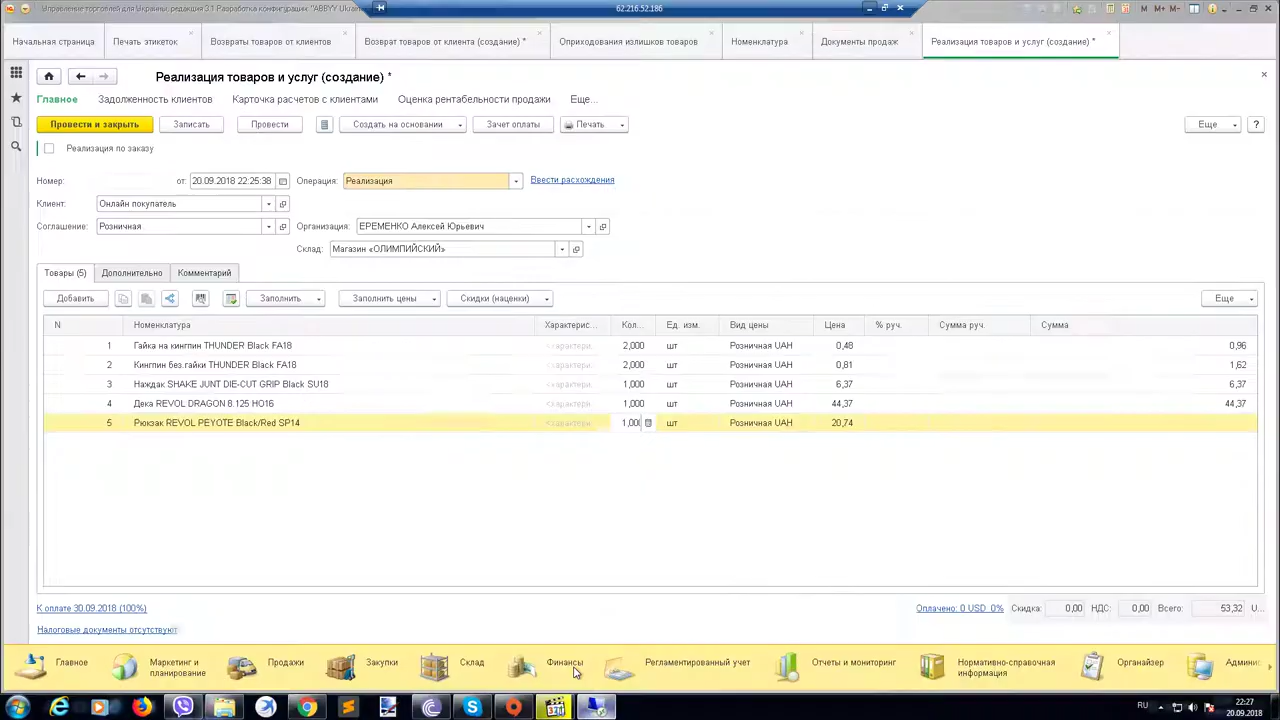 Управление торговлей для Украины, редакция 3.1 Разработка конфигурации: "ABBYY Ukraine
62.216.52.186
M M+ M-
Начальная страница
Печать этикеток
раты товаров от клиентов
Возврат товаров от клиента (создание) *
Оприходования излишков товаров
Номенклатура
Документы продаж
Реализация товаров и услуг (создание) *
Реализация товаров и услуг (создание) *
Главное Задолженность клиентов Карточка расчетов с клиентами Оценка рентабельности продажи Еще...
Провести и закрыть Записать Провести Создать на основании Зачет оплаты Печать Еще ?
Реализация по заказу
Номер: от: 20.09.2018 22:25:38 Операция: Реализация Ввести расхождения
Клиент: Онлайн покупатель
Соглашение: Розничная Организация: ЕРЕМЕНКО Алексей Юрьевич
Склад: Магазин «ОЛИМПИЙСКИЙ»
Товары (5) Дополнительно Комментарий
Добавить Заполнить Заполнить цены Скидки (наценки) Еще
N Номенклатура Характерис... Кол... Ед. изм. Вид цены Цена % руч. Сумма руч. Сумма
1 Гайка на кингпин THUNDER Black FA18 <характери... 2,000 шт Розничная UAH 0,48 0,96
2 Кингпин без гайки THUNDER Black FA18 <характери... 2,000 шт Розничная UAH 0,81 1,62
3 Наждак SHAKE JUNT DIE-CUT GRIP Black SU18 <характери... 1,000 шт Розничная UAH 6,37 6,37
4 Дека REVOL DRAGON 8.125 HO16 <характери... 1,000 шт Розничная UAH 44,37 44,37
5 Рюкзак REVOL PEYOTE Black/Red SP14 <характери... 1,000 шт Розничная UAH 20,74
К оплате 30.09.2018 (100%) Оплачено: 0 USD 0% Скидка: 0,00 НДС: 0,00 Всего: 53,32 U...
Налоговые документы отсутствуют
Главное
Маркетинг и планирование
Продажи
Закупки
Склад
Финансы
Регламентированный учет
Отчеты и мониторинг
Нормативно-справочная информация
Органайзер
Админи
RU 22:27
20.09.2018